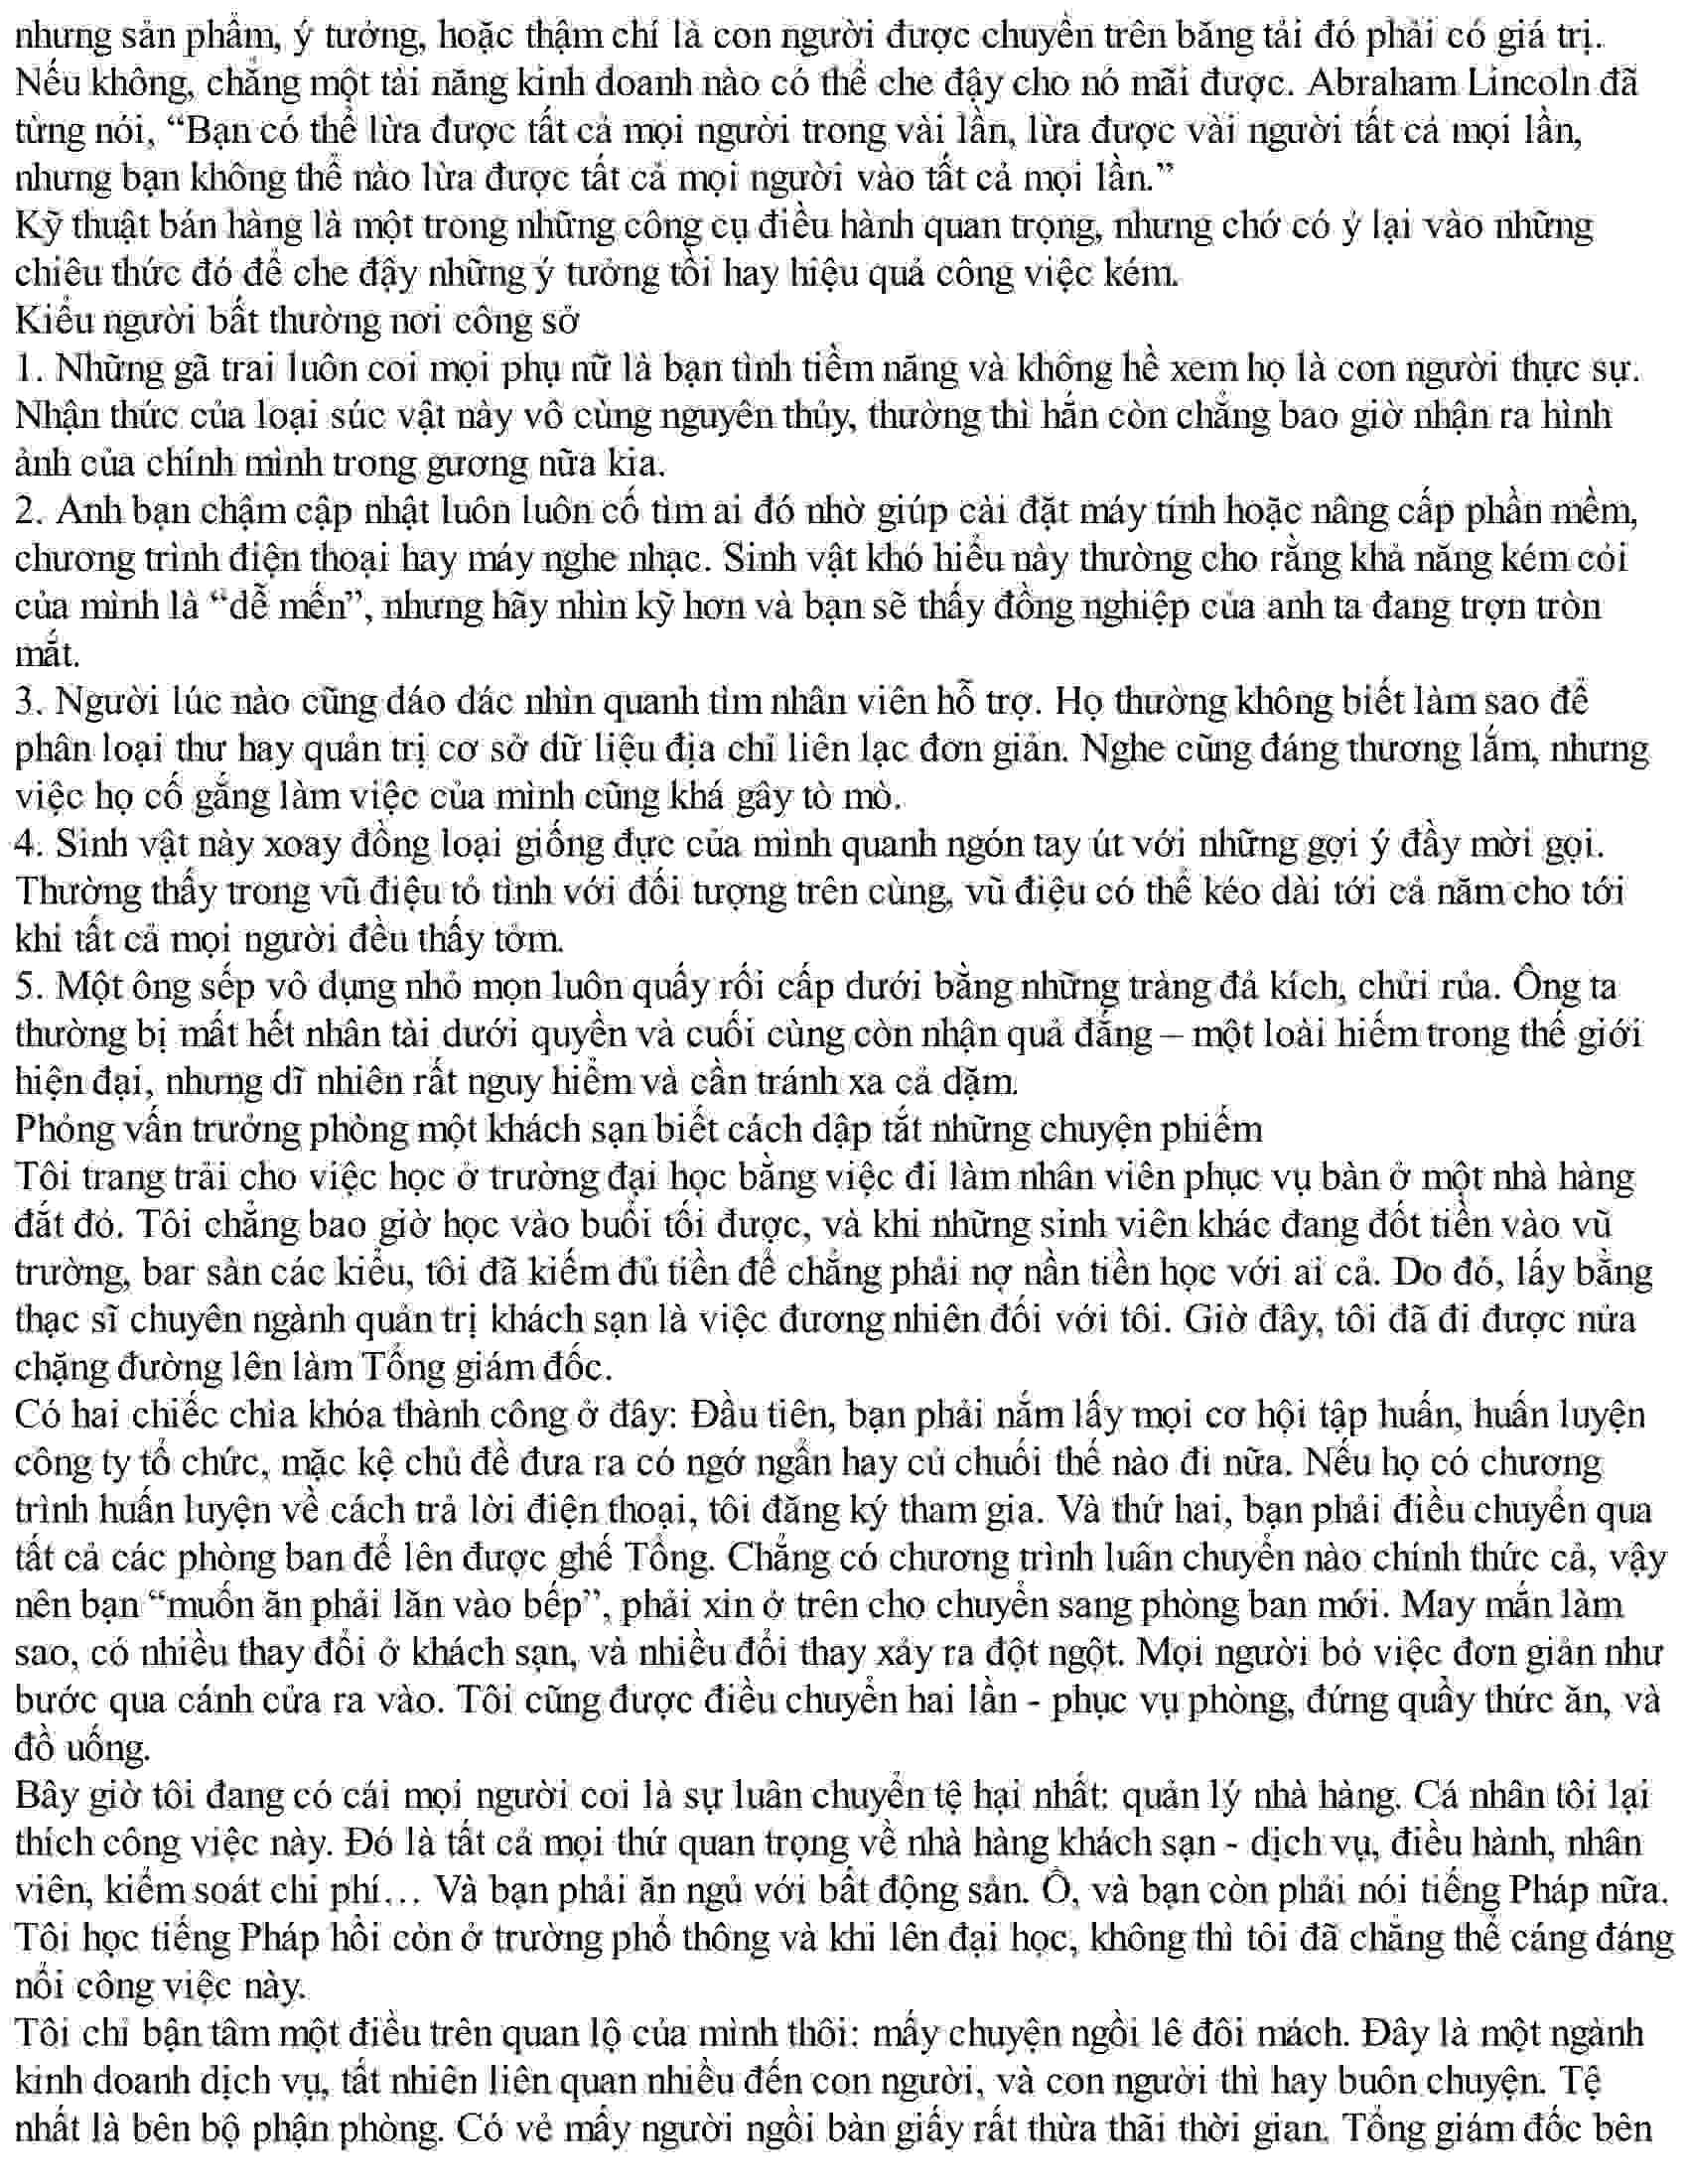 nhưng sản phẩm, ý tưởng, hoặc thậm chí là con người được chuyền trên băng tải đó phải có giá trị.
Nếu không, chẳng một tài năng kinh doanh nào có thể che đậy cho nó mãi được. Abraham Lincoln đã
từng nói, “Bạn có thể lừa được tất cả mọi người trong vài lần, lừa được vài người tất cả mọi lần,
nhưng bạn không thể nào lừa được tất cả mọi người vào tất cả mọi lần.”
Kỹ thuật bán hàng là một trong những công cụ điều hành quan trọng, nhưng chớ có ỷ lại vào những
chiêu thức đó để che đậy những ý tưởng tồi hay hiệu quả công việc kém.
Kiểu người bất thường nơi công sở
1. Những gã trai luôn coi mọi phụ nữ là bạn tình tiềm năng và không hề xem họ là con người thực sự.
Nhận thức của loại súc vật này vô cùng nguyên thủy, thường thì hắn còn chẳng bao giờ nhận ra hình
ảnh của chính mình trong gương nữa kia.
2. Anh bạn chậm cập nhật luôn luôn cố tìm ai đó nhờ giúp cài đặt máy tính hoặc nâng cấp phần mềm,
chương trình điện thoại hay máy nghe nhạc. Sinh vật khó hiểu này thường cho rằng khả năng kém cỏi
của mình là “dễ mến”, nhưng hãy nhìn kỹ hơn và bạn sẽ thấy đồng nghiệp của anh ta đang trợn tròn
mắt.
3. Người lúc nào cũng dáo dác nhìn quanh tìm nhân viên hỗ trợ. Họ thường không biết làm sao để
phân loại thư hay quản trị cơ sở dữ liệu địa chỉ liên lạc đơn giản. Nghe cũng đáng thương lắm, nhưng
việc họ cố gắng làm việc của mình cũng khá gây tò mò.
4. Sinh vật này xoay đồng loại giống đực của mình quanh ngón tay út với những gợi ý đầy mời gọi.
Thường thấy trong vũ điệu tỏ tình với đối tượng trên cùng, vũ điệu có thể kéo dài tới cả năm cho tới
khi tất cả mọi người đều thấy tởm.
5. Một ông sếp vô dụng nhỏ mọn luôn quấy rối cấp dưới bằng những tràng đả kích, chửi rủa. Ông ta
thường bị mất hết nhân tài dưới quyền và cuối cùng còn nhận quả đắng – một loài hiếm trong thế giới
hiện đại, nhưng dĩ nhiên rất nguy hiểm và cần tránh xa cả dặm.
Phỏng vấn trưởng phòng một khách sạn biết cách dập tắt những chuyện phiếm
Tôi trang trải cho việc học ở trường đại học bằng việc đi làm nhân viên phục vụ bàn ở một nhà hàng
đắt đỏ. Tôi chẳng bao giờ học vào buổi tối được, và khi những sinh viên khác đang đốt tiền vào vũ
trường, bar sàn các kiểu, tôi đã kiếm đủ tiền để chẳng phải nợ nần tiền học với ai cả. Do đó, lấy bằng
thạc sĩ chuyên ngành quản trị khách sạn là việc đương nhiên đối với tôi. Giờ đây, tôi đã đi được nửa
chặng đường lên làm Tổng giám đốc.
Có hai chiếc chìa khóa thành công ở đây: Đầu tiên, bạn phải nắm lấy mọi cơ hội tập huấn, huấn luyện
công ty tổ chức, mặc kệ chủ đề đưa ra có ngớ ngẩn hay củ chuối thế nào đi nữa. Nếu họ có chương
trình huấn luyện về cách trả lời điện thoại, tôi đăng ký tham gia. Và thứ hai, bạn phải điều chuyển qua
tất cả các phòng ban để lên được ghế Tổng. Chẳng có chương trình luân chuyển nào chính thức cả, vậy
nên bạn “muốn ăn phải lăn vào bếp”, phải xin ở trên cho chuyển sang phòng ban mới. May mắn làm
sao, có nhiều thay đổi ở khách sạn, và nhiều đổi thay xảy ra đột ngột. Mọi người bỏ việc đơn giản như
bước qua cánh cửa ra vào. Tôi cũng được điều chuyển hai lần - phục vụ phòng, đứng quầy thức ăn, và
đồ uống.
Bây giờ tôi đang có cái mọi người coi là sự luân chuyển tệ hại nhất: quản lý nhà hàng. Cá nhân tôi lại
thích công việc này. Đó là tất cả mọi thứ quan trọng về nhà hàng khách sạn - dịch vụ, điều hành, nhân
viên, kiểm soát chi phí… Và bạn phải ăn ngủ với bất động sản. Ồ, và bạn còn phải nói tiếng Pháp nữa.
Tôi học tiếng Pháp hồi còn ở trường phổ thông và khi lên đại học, không thì tôi đã chẳng thể cáng đáng
nổi công việc này.
Tôi chỉ bận tâm một điều trên quan lộ của mình thôi: mấy chuyện ngồi lê đôi mách. Đây là một ngành
kinh doanh dịch vụ, tất nhiên liên quan nhiều đến con người, và con người thì hay buôn chuyện. Tệ
nhất là bên bộ phận phòng. Có vẻ mấy người ngồi bàn giấy rất thừa thãi thời gian. Tổng giám đốc bên